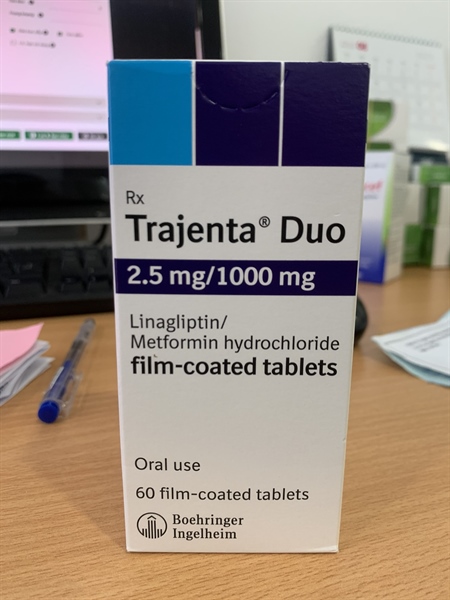 Rx
Trajenta® Duo
2.5 mg/1000 mg
Linagliptin/
Metformin hydrochloride
film-coated tablets
Oral use
60 film-coated tablets
Boehringer
Ingelheim